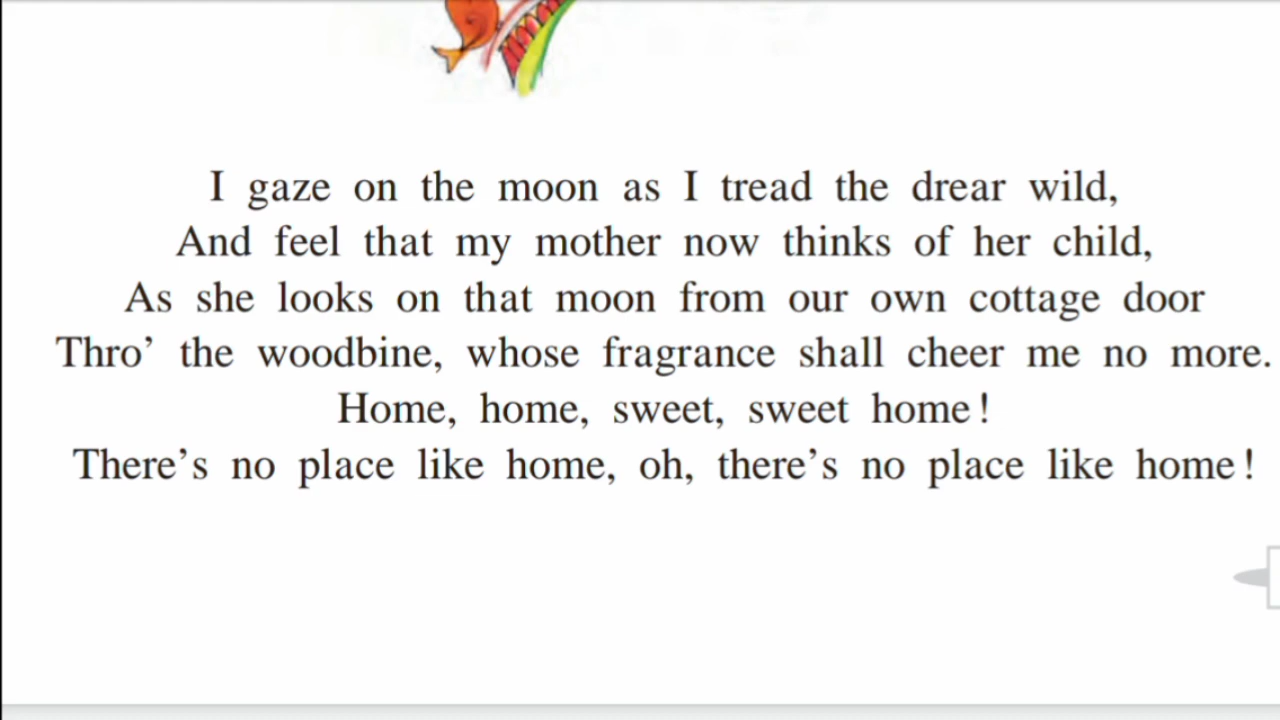 I gaze on the moon as I tread the drear wild,
And feel that my mother now thinks of her child,
As she looks on that moon from our own cottage door
Thro’ the woodbine, whose fragrance shall cheer me no more.
Home, home, sweet, sweet home!
There’s no place like home, oh, there’s no place like home!